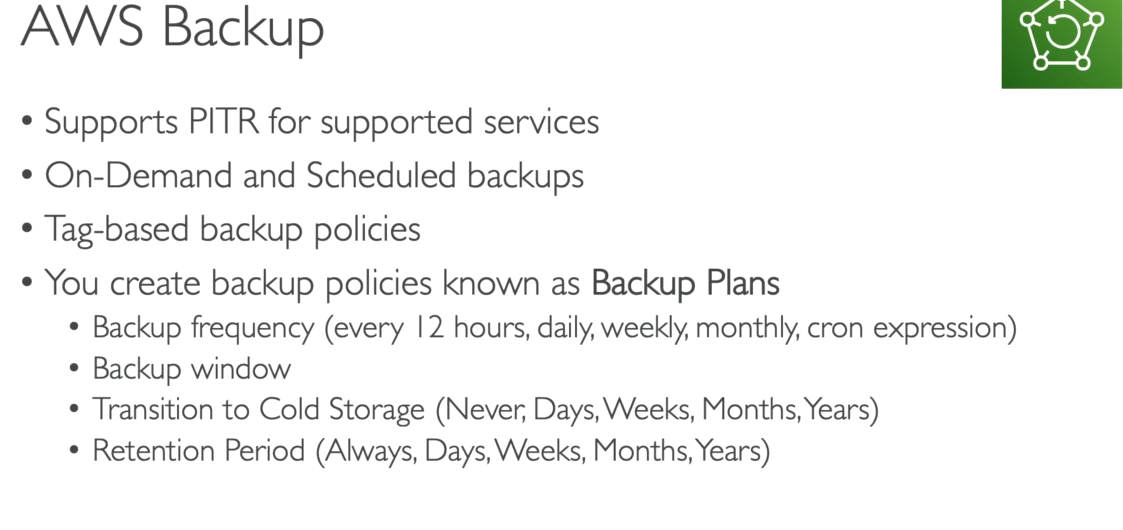 AWS Backup
• Supports PITR for supported services
• On-Demand and Scheduled backups
• Tag-based backup policies
• You create backup policies known as Backup Plans
• Backup frequency (every 12 hours, daily, weekly, monthly, cron expression)
• Backup window
• Transition to Cold Storage (Never, Days, Weeks, Months, Years)
• Retention Period (Always, Days, Weeks, Months, Years)